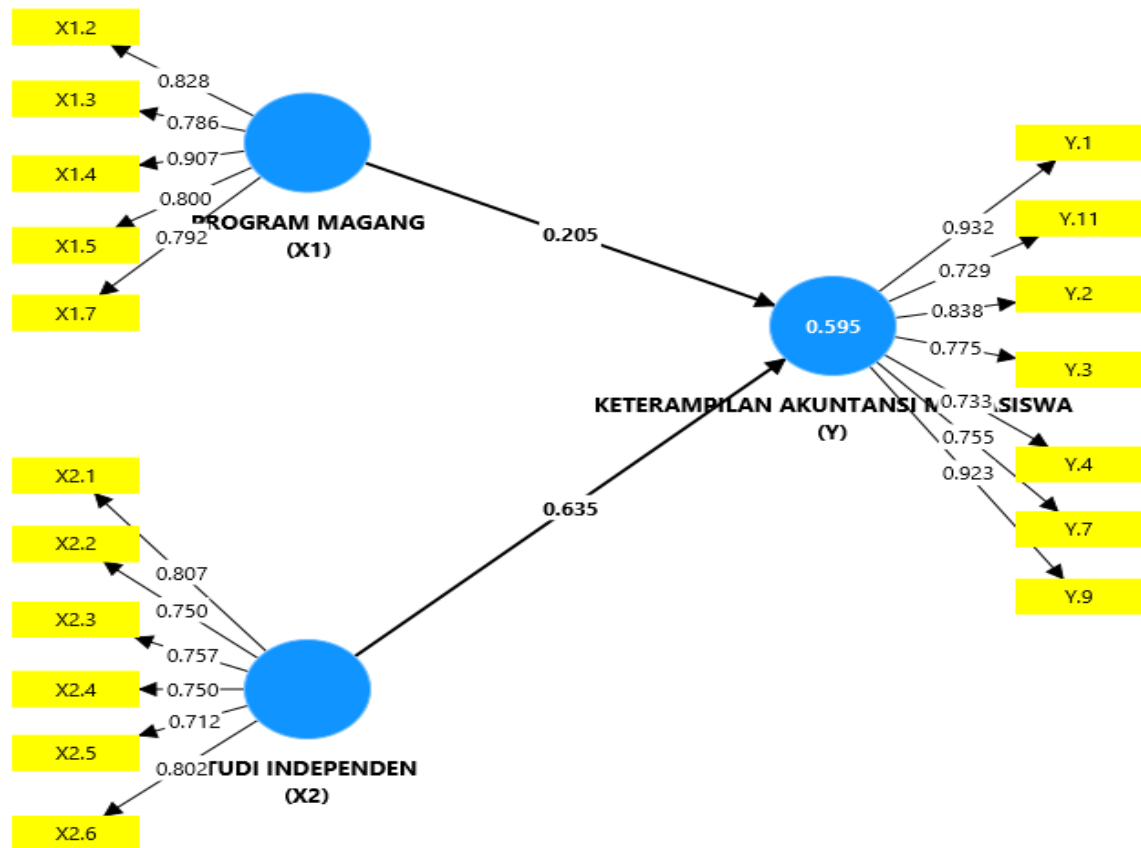 X1.2
X1.3
X1.4
X1.5
X1.7
0.828
0.786
0.907
0.800
0.792
PROGRAM MAGANG
(X1)
0.205
X2.1
X2.2
X2.3
X2.4
X2.5
X2.6
0.807
0.750
0.757
0.750
0.712
0.802
STUDI INDEPENDEN
(X2)
0.635
0.595
KETERAMPILAN AKUNTANSI MAHASISWA
(Y)
0.932
0.729
0.838
0.775
0.733
0.755
0.923
Y.1
Y.11
Y.2
Y.3
Y.4
Y.7
Y.9